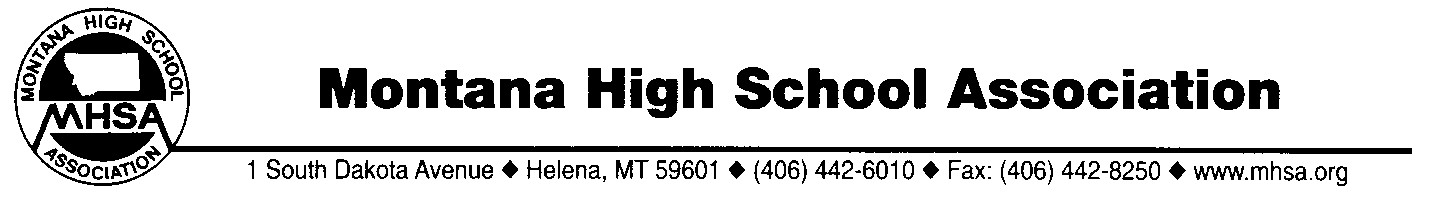 MONTANA HIGH SCHOOL
MHSA
ASSOCIATION
Montana High School Association
1 South Dakota Avenue ◆ Helena, MT 59601 ◆ (406) 442-6010 ◆ Fax: (406) 442-8250 ◆ www.mhsa.org